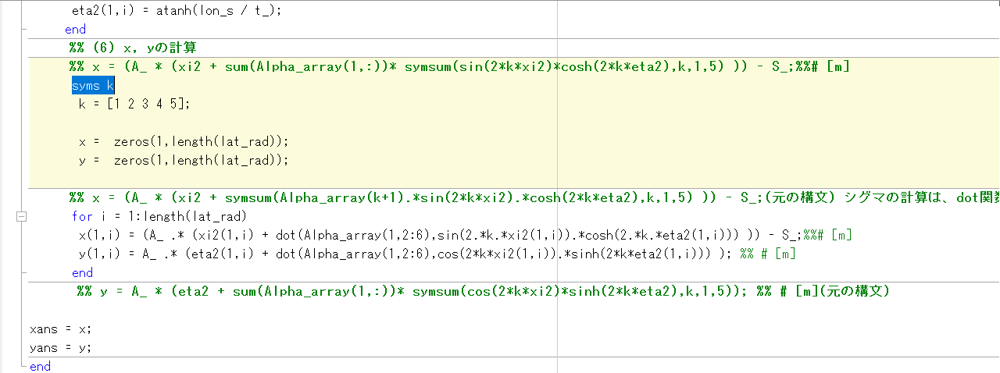 eta2(1,i) = atanh(lon_s / t_);
end
%% (6) x, yの計算
%% x = (A_ * (xi2 + sum(Alpha_array(1,:))* symsum(sin(2*k*xi2)*cosh(2*k*eta2),k,1,5) )) - S_;%%# [m]
syms k
k = [1 2 3 4 5];
x =  zeros(1,length(lat_rad));
y =  zeros(1,length(lat_rad));
%% x = (A_ * (xi2 + symsum(Alpha_array(k+1).*sin(2*k*xi2).*cosh(2*k*eta2),k,1,5) )) - S_;(元の構文) シグマの計算は、dot関数
for i = 1:length(lat_rad)
x(1,i) = (A_ .* (xi2(1,i) + dot(Alpha_array(1,2:6),sin(2.*k.*xi2(1,i)).*cosh(2.*k.*eta2(1,i))) )) - S_;%%# [m]
y(1,i) = A_ .* (eta2(1,i) + dot(Alpha_array(1,2:6),cos(2*k*xi2(1,i)).*sinh(2*k*eta2(1,i))) ); %% # [m]
end
%% y = A_ * (eta2 + sum(Alpha_array(1,:))* symsum(cos(2*k*xi2)*sinh(2*k*eta2),k,1,5)); %% # [m](元の構文)
xans = x;
yans = y;
end